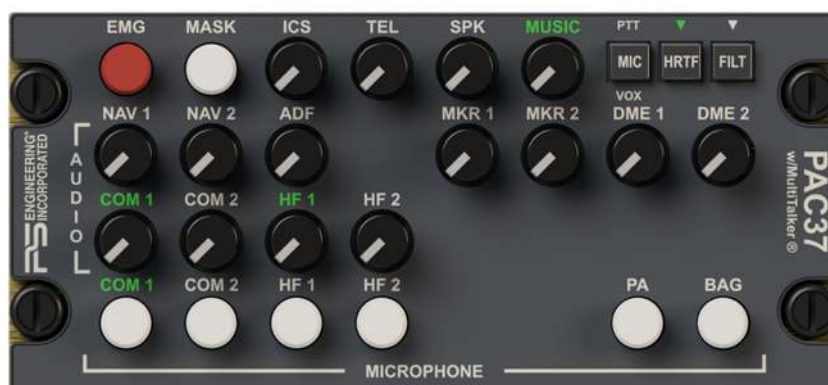 EMG MASK ICS TEL SPK MUSIC PTT
MIC HRTF FILT
VOX
NAV 1 NAV 2 ADF MKR 1 MKR 2 DME 1 DME 2
AUDIO
COM 1 COM 2 HF 1 HF 2
COM 1 COM 2 HF 1 HF 2 PA BAG
MICROPHONE
PS ENGINEERING®
INCORPORATED
PAC37
w/MultiTalker ®